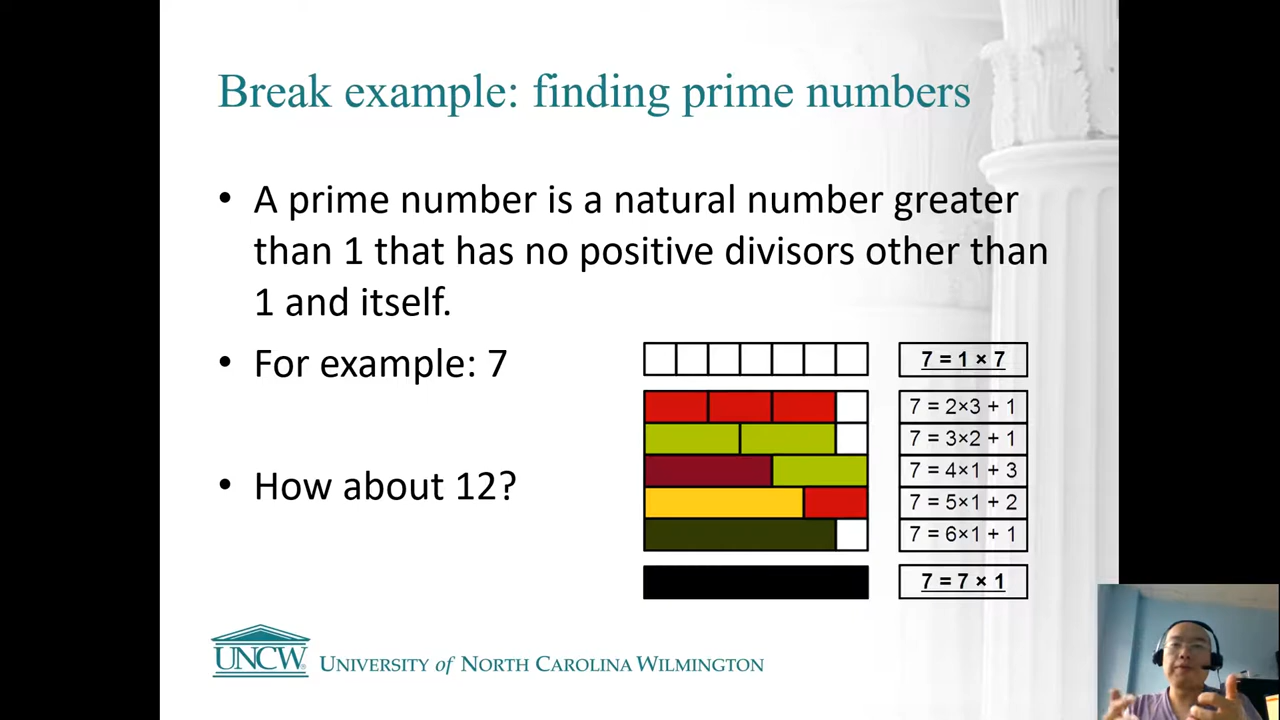 Break example: finding prime numbers
• A prime number is a natural number greater
than 1 that has no positive divisors other than
1 and itself.
• For example: 7
7 = 1 × 7
7 = 2×3 + 1
7 = 3×2 + 1
7 = 4×1 + 3
7 = 5×1 + 2
7 = 6×1 + 1
7 = 7 × 1
• How about 12?
UNCW
UNIVERSITY of NORTH CAROLINA WILMINGTON